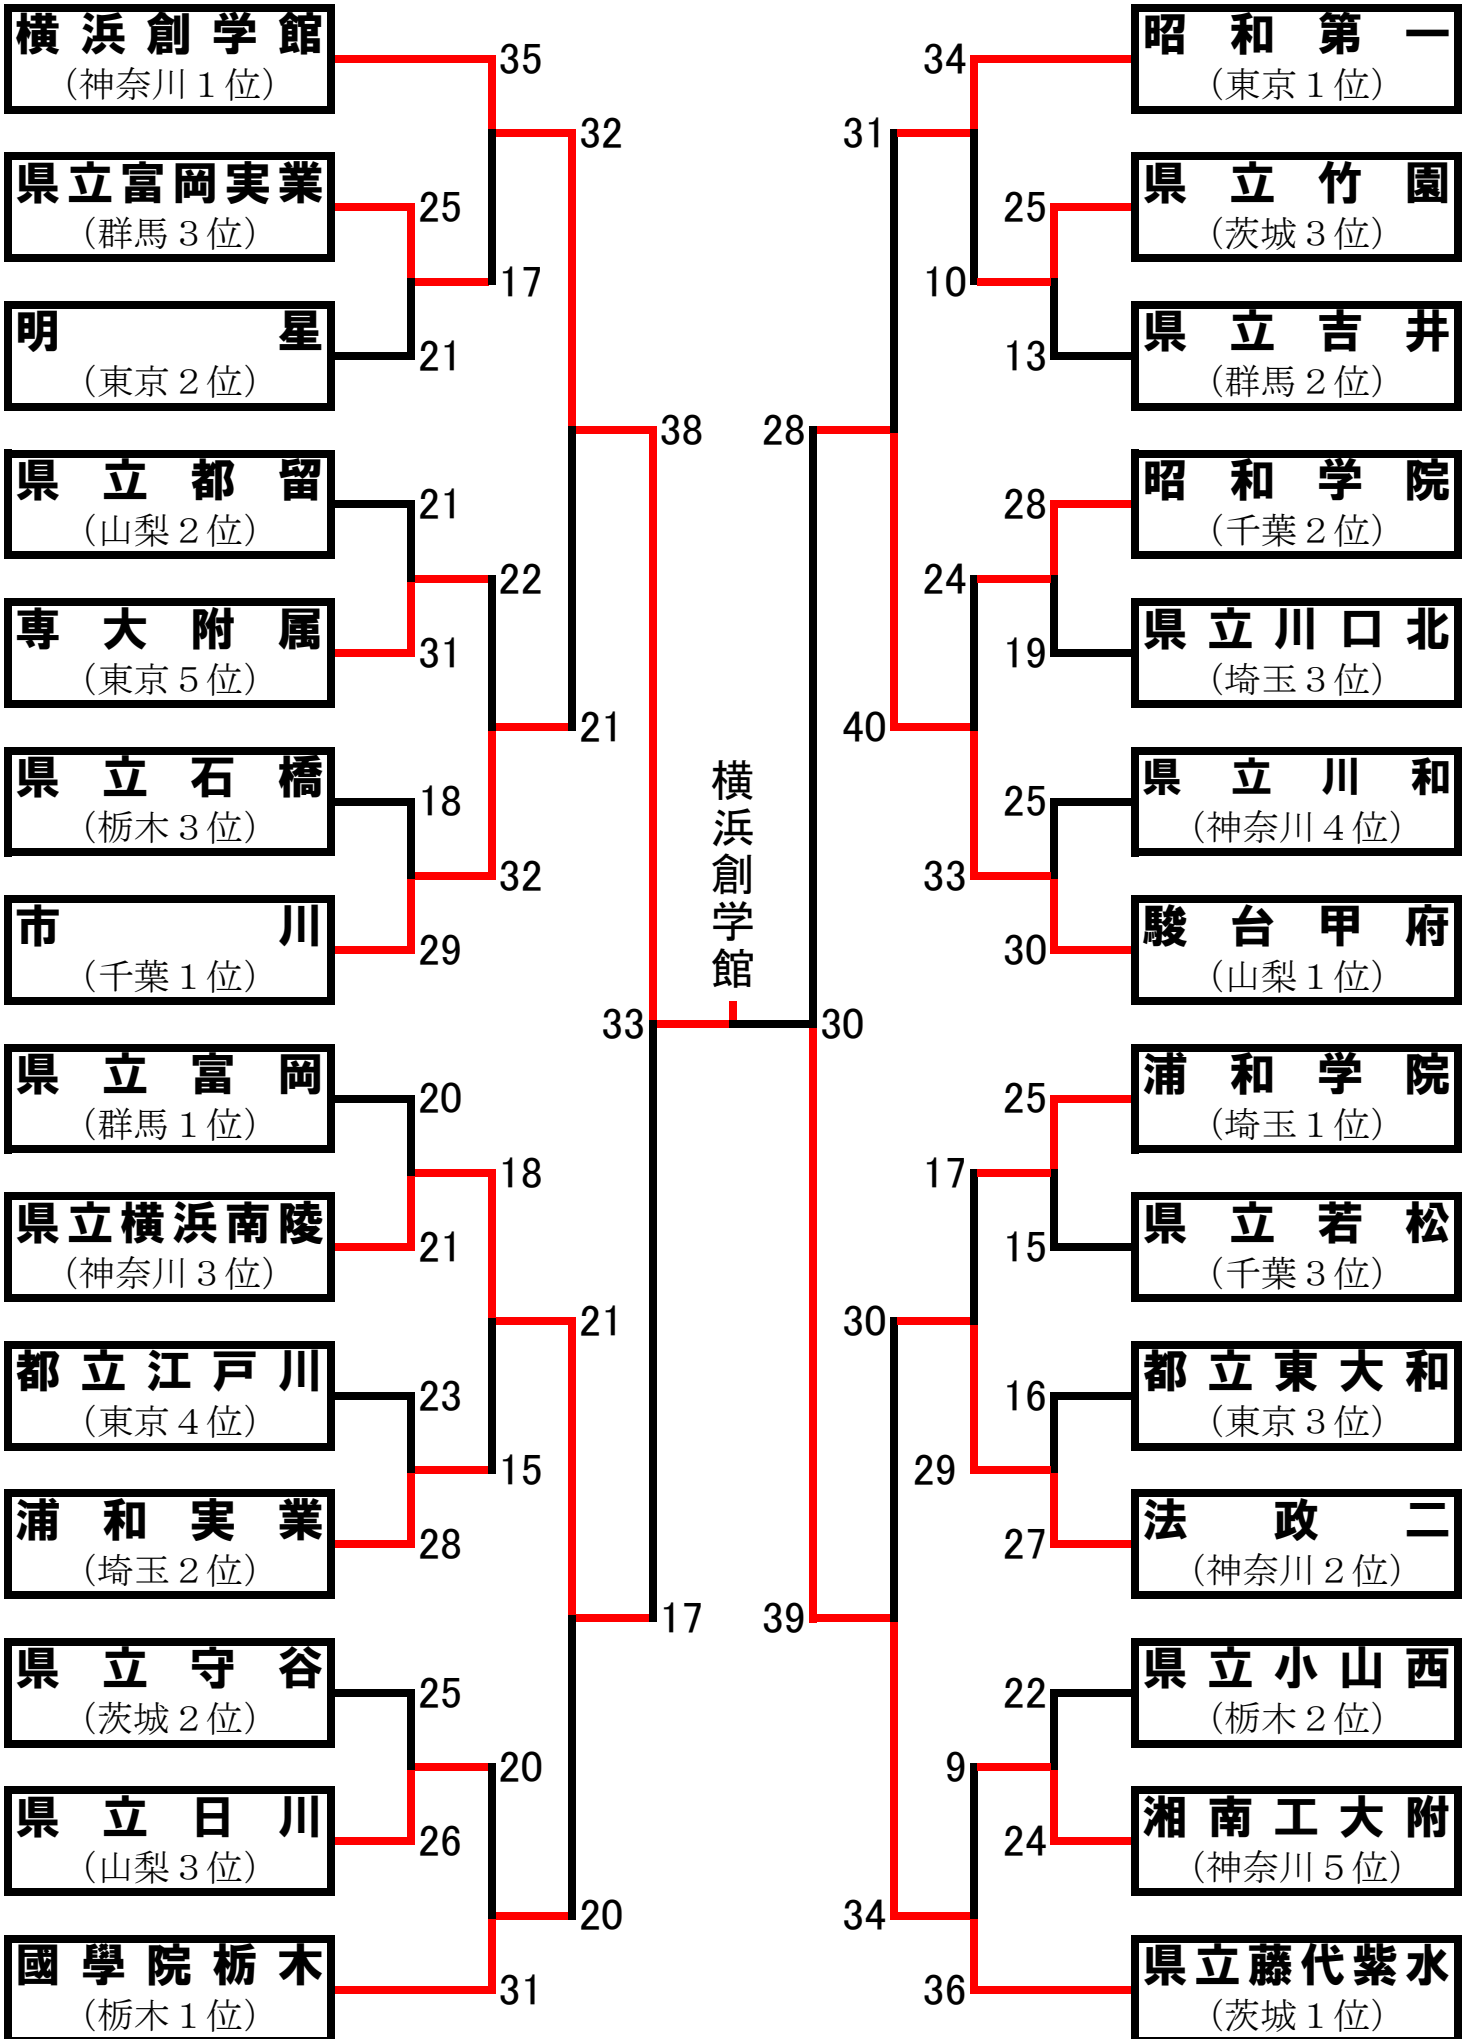 横浜創学館
(神奈川１位)
35
県立富岡実業
(群馬３位)
25
32
17
明星
(東京２位)
21
県立都留
(山梨２位)
21
38
22
専大附属
(東京５位)
31
21
県立石橋
(栃木３位)
18
32
市川
(千葉１位)
29
33
県立富岡
(群馬１位)
20
18
県立横浜南陵
(神奈川３位)
21
21
都立江戸川
(東京４位)
23
15
浦和実業
(埼玉２位)
28
17
県立守谷
(茨城２位)
25
20
県立日川
(山梨３位)
26
20
國學院栃木
(栃木１位)
31
横浜創学館
34
昭和第一
(東京１位)
31
25
県立竹園
(茨城３位)
10
13
県立吉井
(群馬２位)
28
28
昭和学院
(千葉２位)
24
19
県立川口北
(埼玉３位)
40
25
県立川和
(神奈川４位)
33
30
駿台甲府
(山梨１位)
30
25
浦和学院
(埼玉１位)
17
15
県立若松
(千葉３位)
30
16
都立東大和
(東京３位)
29
27
法政二
(神奈川２位)
39
22
県立小山西
(栃木２位)
9
24
湘南工大附
(神奈川５位)
34
36
県立藤代紫水
(茨城１位)